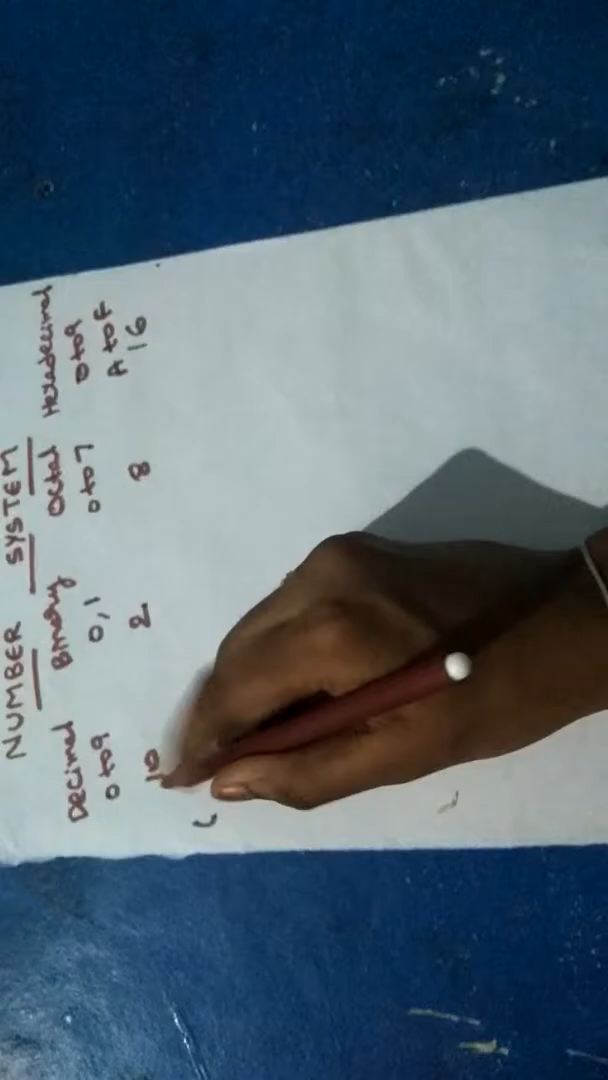 NUMBER SYSTEM
Decimal Binary Octal Hexadecimal
0 to 9 0,1 0 to 7 0 to 9
A to F
10 2 8 16
(